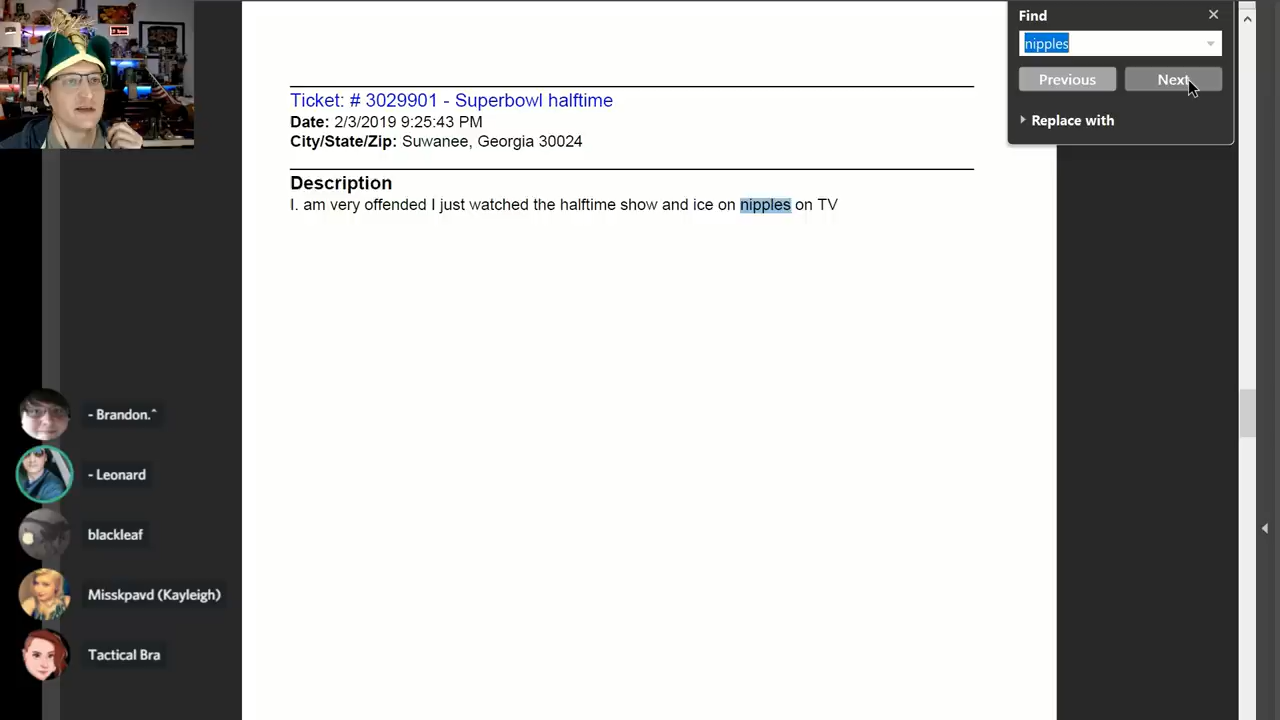 Find
nipples
Previous
Next
Replace with
Ticket: # 3029901 - Superbowl halftime
Date: 2/3/2019 9:25:43 PM
City/State/Zip: Suwanee, Georgia 30024
Description
I. am very offended I just watched the halftime show and ice on nipples on TV
- Brandon.^
- Leonard
blackleaf
Misskpavd (Kayleigh)
Tactical Bra